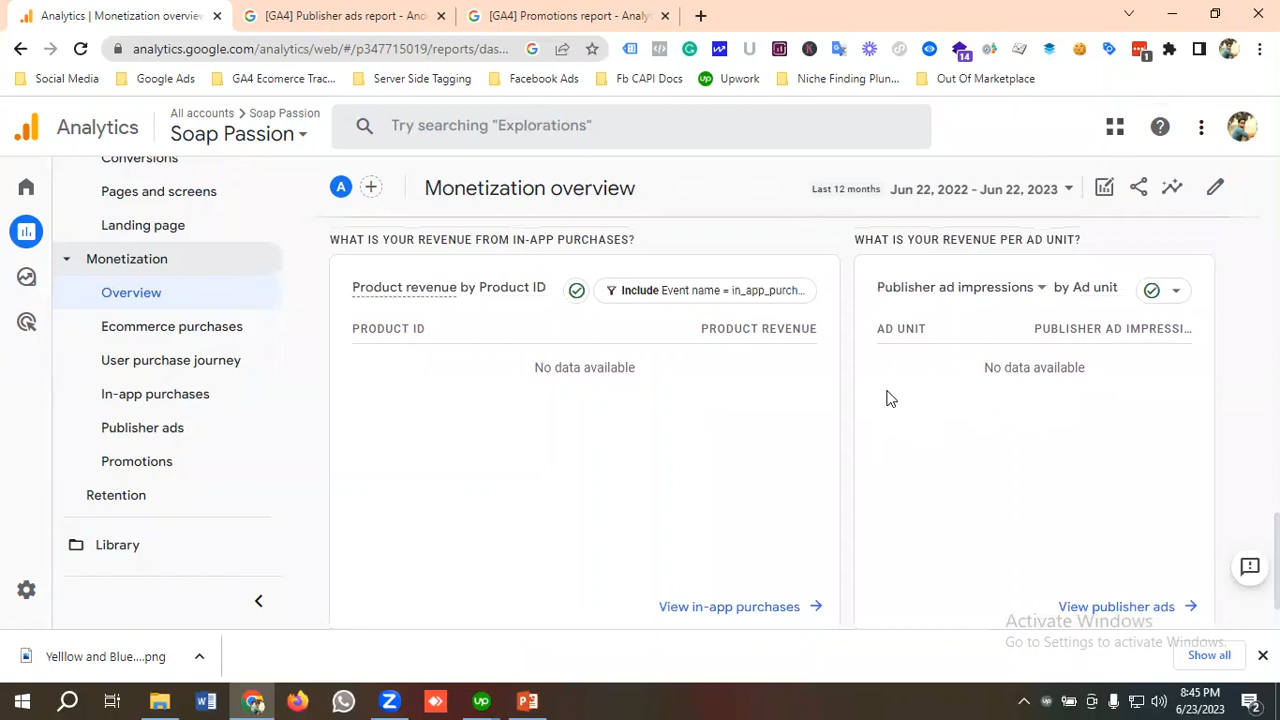 Analytics | Monetization overview
[GA4] Publisher ads report - And
[GA4] Promotions report - Analy
analytics.google.com/analytics/web/#/p347715019/reports/das...
14
1
Social Media
Google Ads
GA4 Ecomerce Trac...
Server Side Tagging
Facebook Ads
Fb CAPI Docs
up Upwork
Niche Finding Plun...
Out Of Marketplace
Analytics
All accounts > Soap Passion
Soap Passion
Try searching "Explorations"
Conversions
Pages and screens
Landing page
Monetization
Overview
Ecommerce purchases
User purchase journey
In-app purchases
Publisher ads
Promotions
Retention
Library
A
Monetization overview
Last 12 months Jun 22, 2022 - Jun 22, 2023
WHAT IS YOUR REVENUE FROM IN-APP PURCHASES?
Product revenue by Product ID
Include Event name = in_app_purch...
PRODUCT ID PRODUCT REVENUE
No data available
View in-app purchases
WHAT IS YOUR REVENUE PER AD UNIT?
Publisher ad impressions by Ad unit
AD UNIT PUBLISHER AD IMPRESSI...
No data available
View publisher ads
Activate Windows
Go to Settings to activate Windows.
Yelllow and Blue....png
Show all
8:45 PM
6/23/2023
2